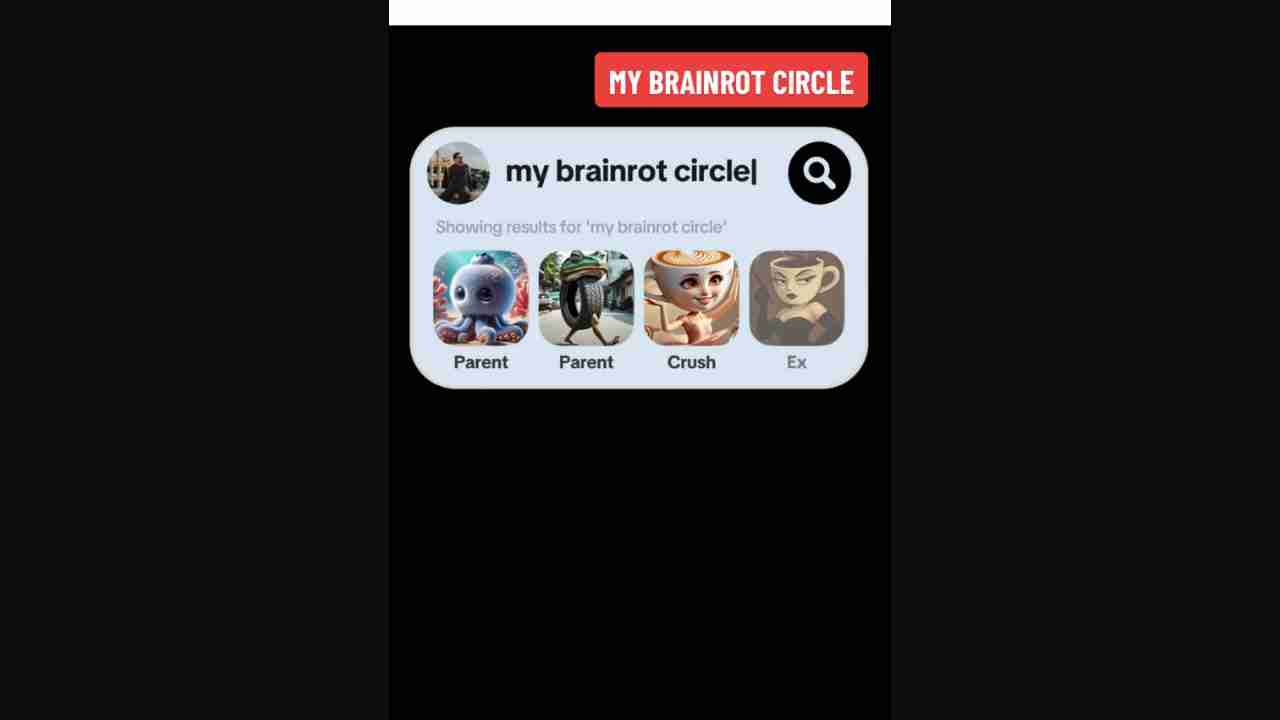 MY BRAINROT CIRCLE
my brainrot circle
Showing results for 'my brainrot circle'
Parent
Parent
Crush
Ex